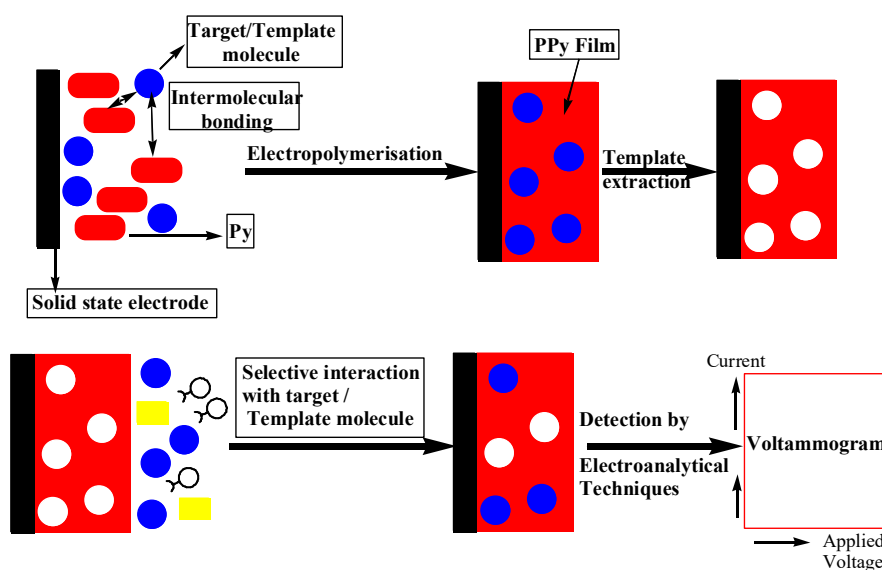 Target/Template
molecule
PPy Film
Intermolecular
bonding
Electropolymerisation
Template
extraction
Py
Solid state electrode
Selective interaction
with target /
Template molecule
Current
Detection by
Electroanalytical
Techniques
Voltammogram
Applied
Voltage